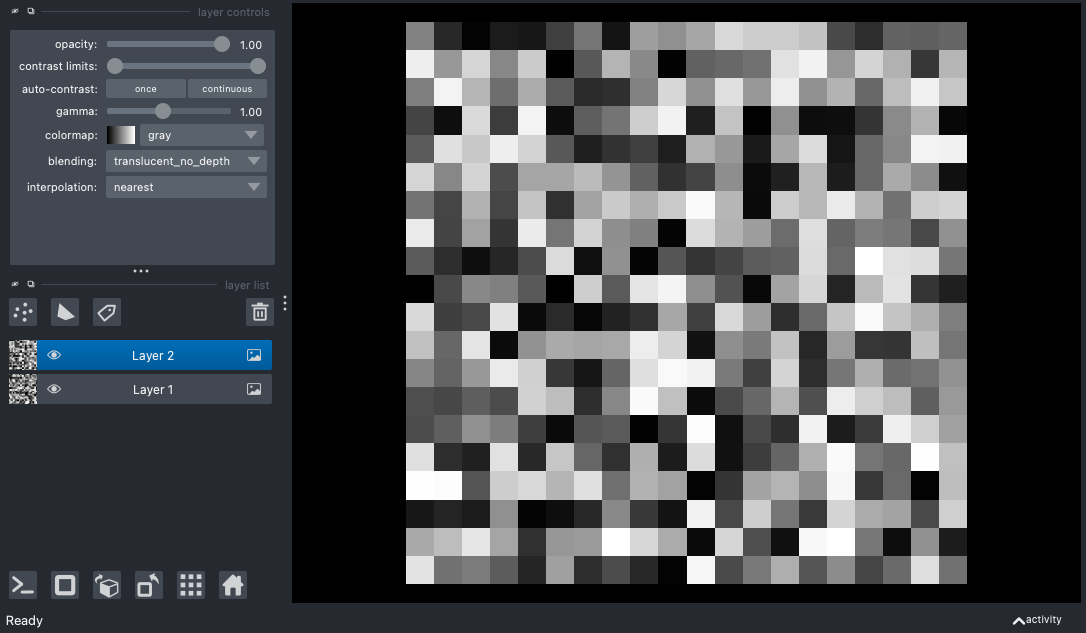 layer controls
opacity: 1.00
contrast limits:
auto-contrast: once continuous
gamma: 1.00
colormap: gray
blending: translucent_no_depth
interpolation: nearest
layer list
Layer 2
Layer 1
Ready
activity